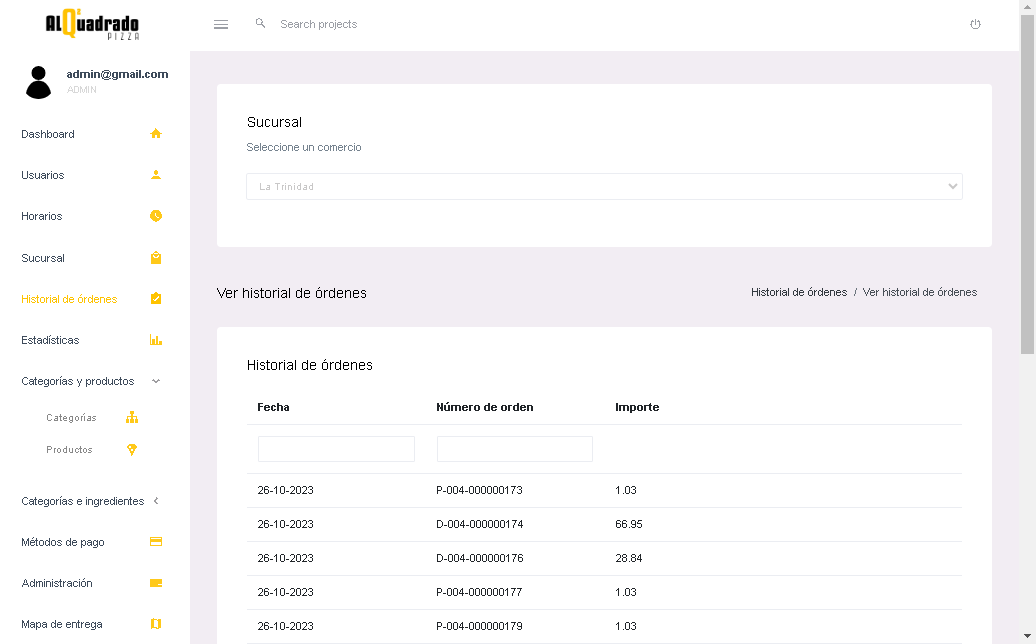 ALQuadrado
PIZZA
Search projects
admin@gmail.com
ADMIN
Dashboard
Usuarios
Horarios
Sucursal
Historial de órdenes
Estadísticas
Categorías y productos
Categorías
Productos
Categorías e ingredientes
Métodos de pago
Administración
Mapa de entrega
Sucursal
Seleccione un comercio
La Trinidad
Ver historial de órdenes
Historial de órdenes / Ver historial de órdenes
Historial de órdenes
Fecha Número de orden Importe
26-10-2023 P-004-000000173 1.03
26-10-2023 D-004-000000174 66.95
26-10-2023 D-004-000000176 28.84
26-10-2023 P-004-000000177 1.03
26-10-2023 P-004-000000179 1.03